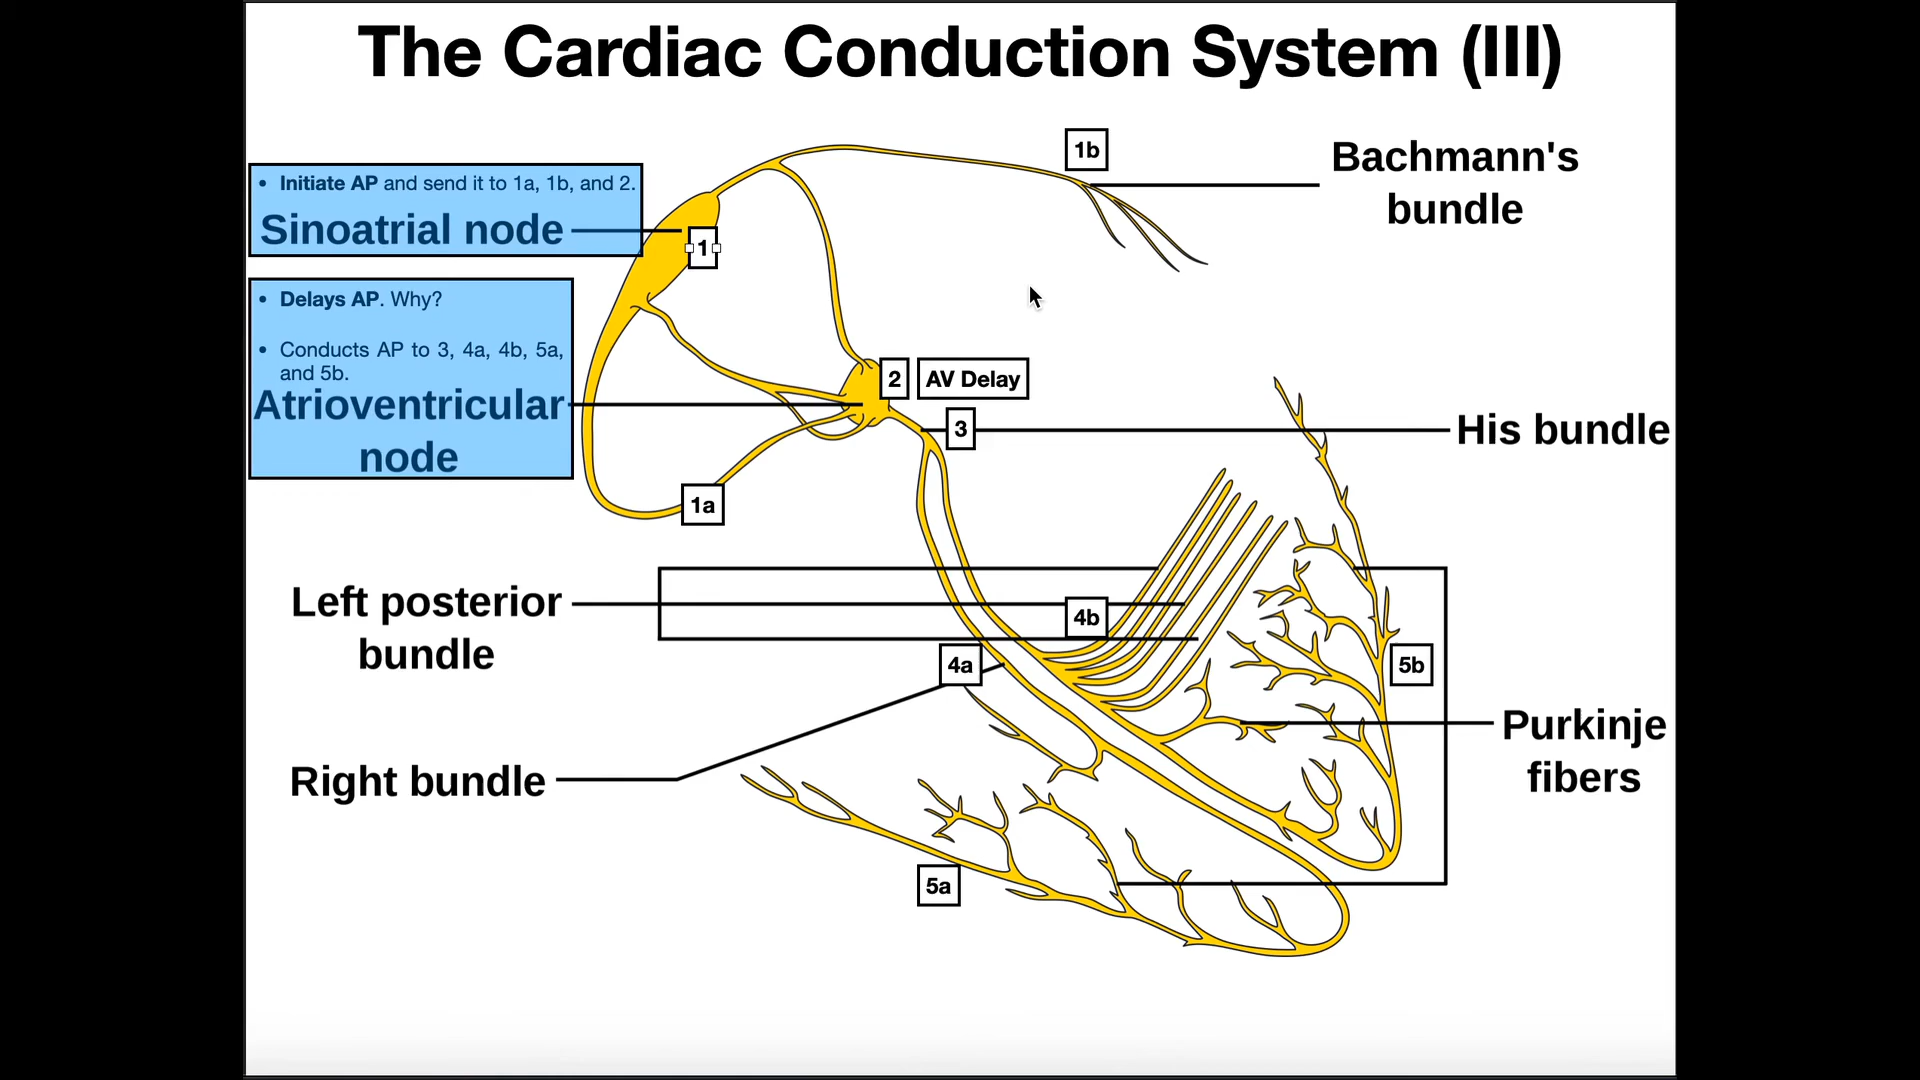 The Cardiac Conduction System (III)
1b
Bachmann's
bundle
• Initiate AP and send it to 1a, 1b, and 2.
Sinoatrial node
1
• Delays AP. Why?
• Conducts AP to 3, 4a, 4b, 5a,
and 5b.
Atrioventricular
node
2
AV Delay
3
His bundle
1a
Left posterior
bundle
4b
4a
5b
Purkinje
fibers
Right bundle
5a